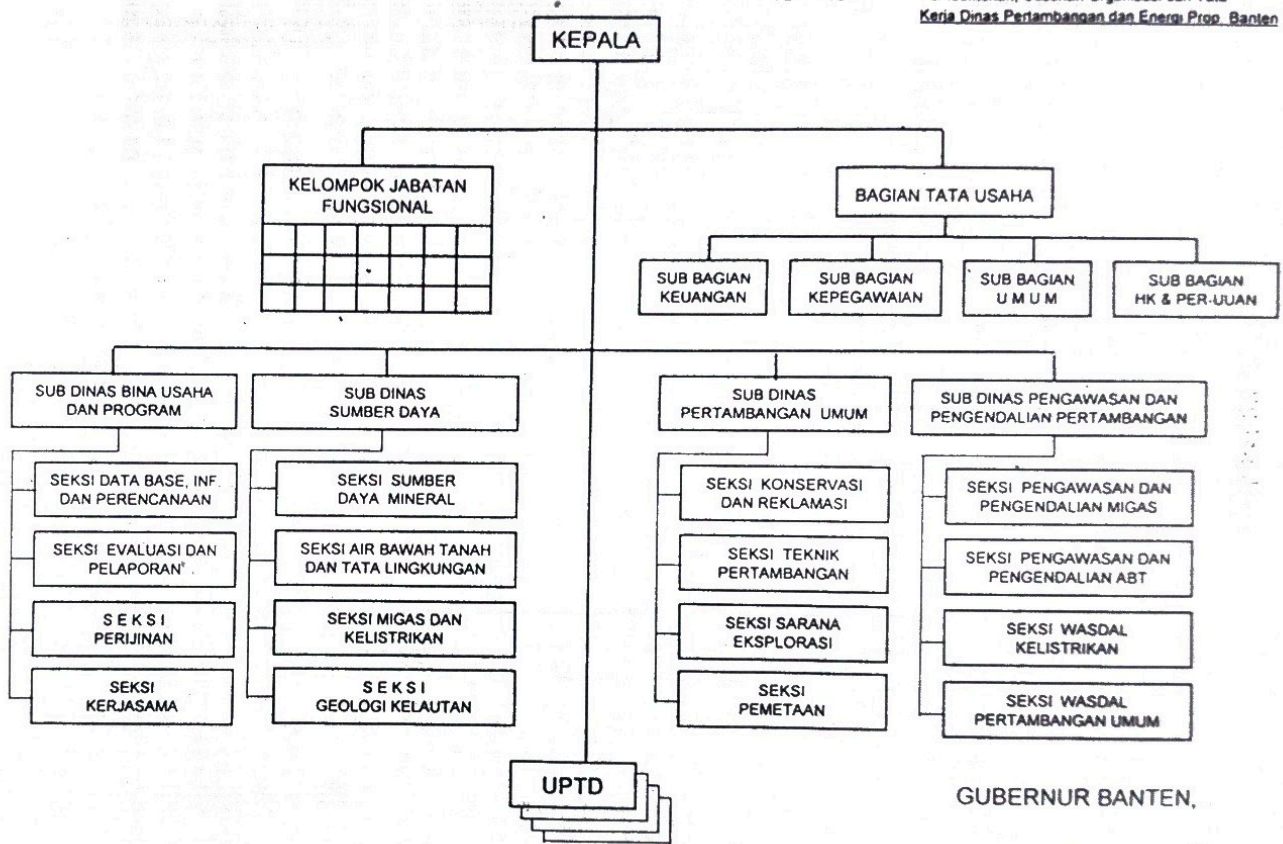 Kerja Dinas Pertambangan dan Energi Prop. Banten
KEPALA
KELOMPOK JABATAN
FUNGSIONAL
BAGIAN TATA USAHA
SUB BAGIAN
KEUANGAN
SUB BAGIAN
KEPEGAWAIAN
SUB BAGIAN
U M U M
SUB BAGIAN
HK & PER-UUAN
SUB DINAS BINA USAHA
DAN PROGRAM
SUB DINAS
SUMBER DAYA
SUB DINAS
PERTAMBANGAN UMUM
SUB DINAS PENGAWASAN DAN
PENGENDALIAN PERTAMBANGAN
SEKSI DATA BASE, INF.
DAN PERENCANAAN
SEKSI EVALUASI DAN
PELAPORAN
S E K S I
PERIJINAN
SEKSI
KERJASAMA
SEKSI SUMBER
DAYA MINERAL
SEKSI AIR BAWAH TANAH
DAN TATA LINGKUNGAN
SEKSI MIGAS DAN
KELISTRIKAN
S E K S I
GEOLOGI KELAUTAN
SEKSI KONSERVASI
DAN REKLAMASI
SEKSI TEKNIK
PERTAMBANGAN
SEKSI SARANA
EKSPLORASI
SEKSI
PEMETAAN
SEKSI PENGAWASAN DAN
PENGENDALIAN MIGAS
SEKSI PENGAWASAN DAN
PENGENDALIAN ABT
SEKSI WASDAL
KELISTRIKAN
SEKSI WASDAL
PERTAMBANGAN UMUM
UPTD
GUBERNUR BANTEN,